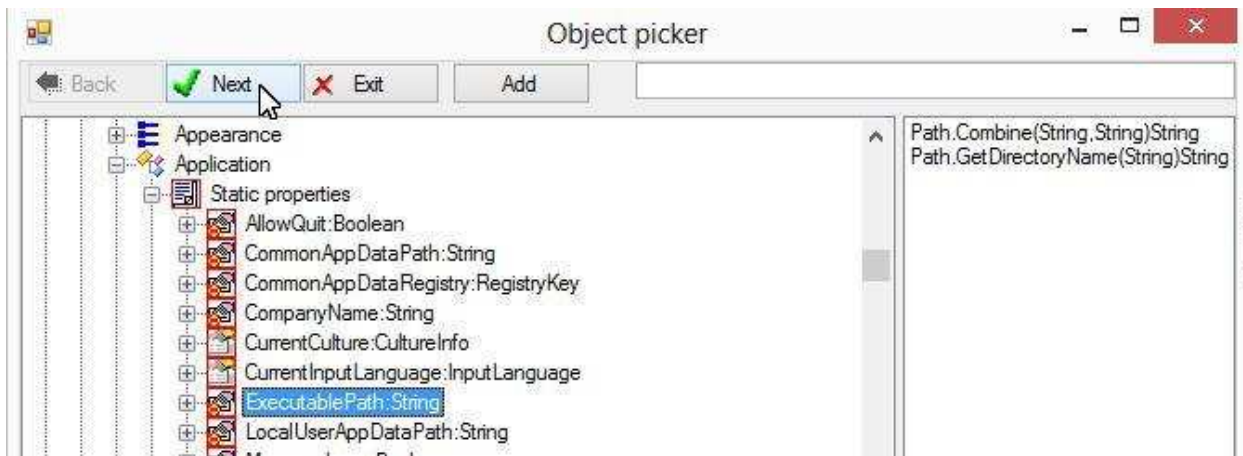 Object picker
Back Next Exit Add
Appearance
Application
Static properties
AllowQuit:Boolean
CommonAppDataPath:String
CommonAppDataRegistry:RegistryKey
CompanyName:String
CurrentCulture:CultureInfo
CurrentInputLanguage:InputLanguage
ExecutablePath:String
LocalUserAppDataPath:String
Path.Combine(String,String)String
Path.GetDirectoryName(String)String